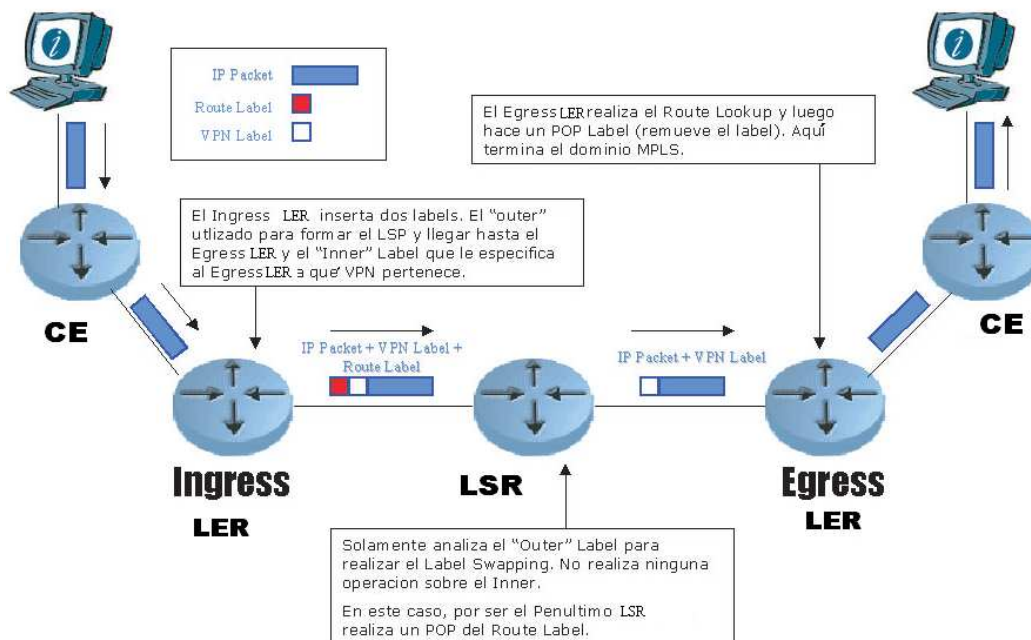 IP Packet
Route Label
VPN Label
El Egress LER realiza el Route Lookup y luego
hace un POP Label (remueve el label). Aquí
termina el dominio MPLS.
El Ingress LER inserta dos labels. El "outer"
utlizado para formar el LSP y llegar hasta el
Egress LER y el "Inner" Label que le especifica
al Egress LER a que' VPN pertenece.
CE
CE
IP Packet + VPN Label +
Route Label
IP Packet + VPN Label
Ingress
LER
LSR
Egress
LER
Solamente analiza el "Outer" Label para
realizar el Label Swapping. No realiza ninguna
operacion sobre el Inner.
En este caso, por ser el Penultimo LSR
realiza un POP del Route Label.